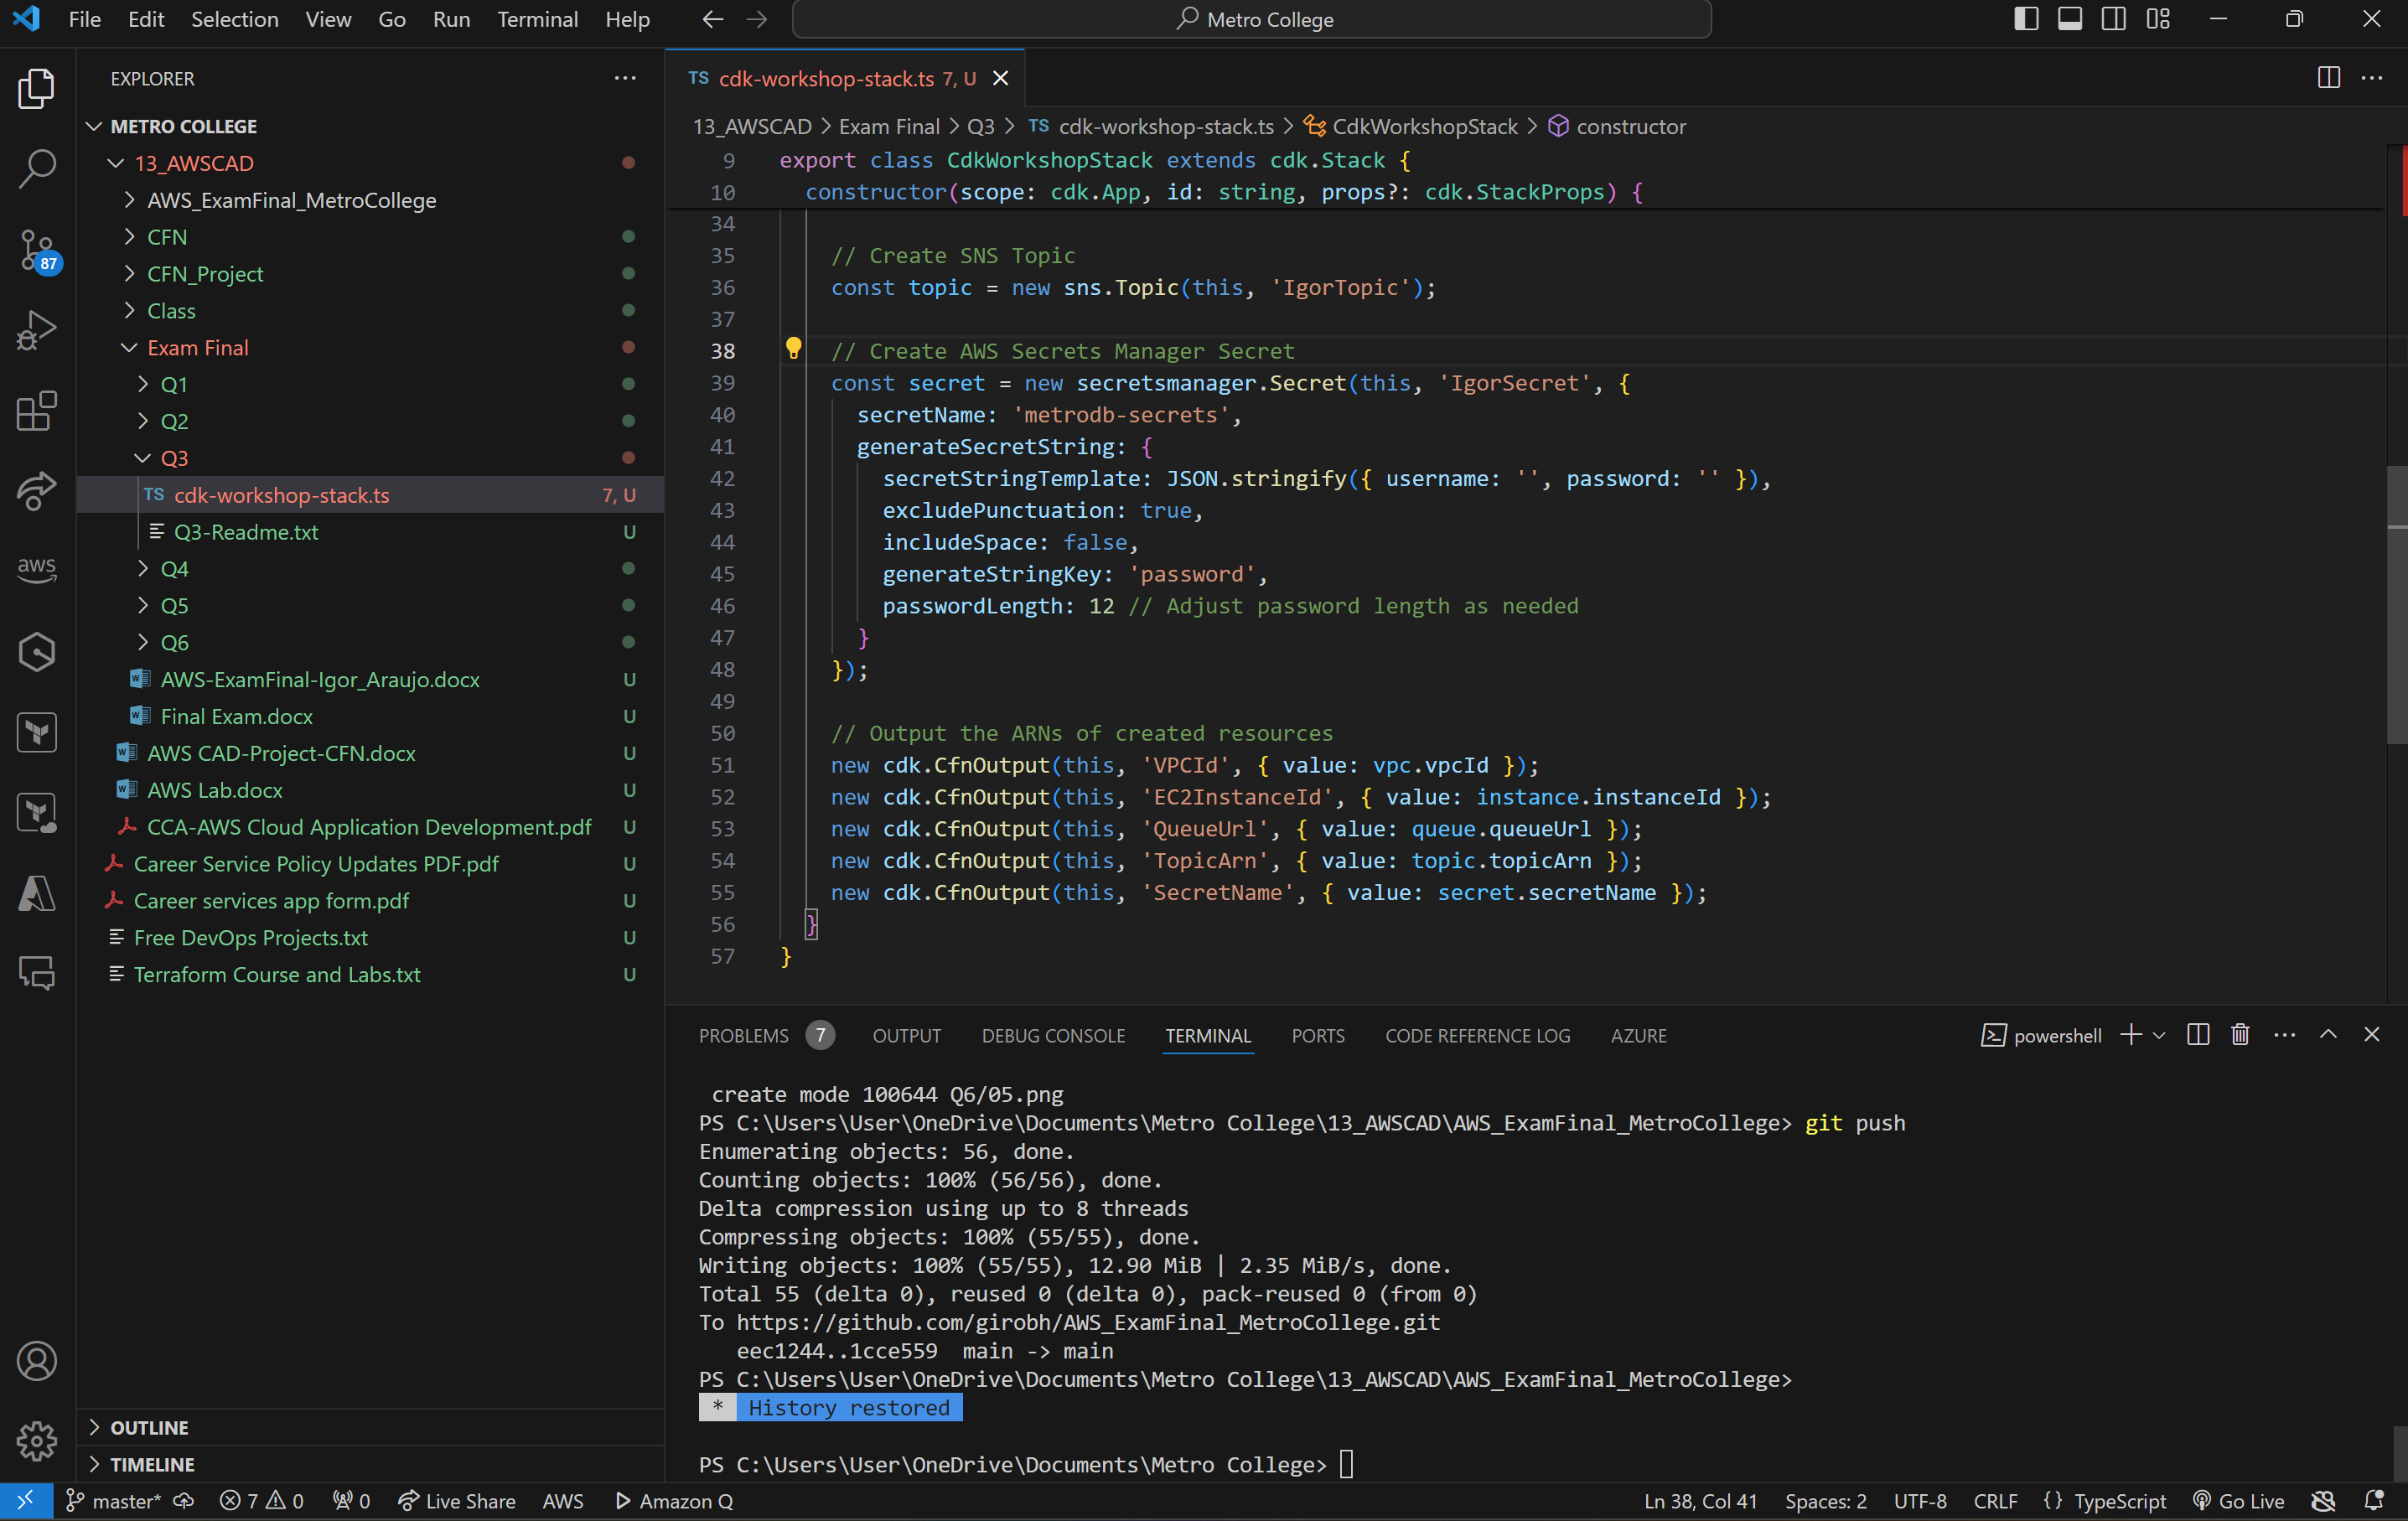 File Edit Selection View Go Run Terminal Help
Metro College
EXPLORER
METRO COLLEGE
13_AWSCAD
AWS_ExamFinal_MetroCollege
CFN
CFN_Project
Class
Exam Final
Q1
Q2
Q3
TS cdk-workshop-stack.ts 7, U
Q3-Readme.txt U
Q4
Q5
Q6
AWS-ExamFinal-Igor_Araujo.docx U
Final Exam.docx U
AWS CAD-Project-CFN.docx U
AWS Lab.docx U
CCA-AWS Cloud Application Development.pdf U
Career Service Policy Updates PDF.pdf U
Career services app form.pdf U
Free DevOps Projects.txt U
Terraform Course and Labs.txt U
OUTLINE
TIMELINE
87
aws
TS cdk-workshop-stack.ts 7, U
13_AWSCAD > Exam Final > Q3 > TS cdk-workshop-stack.ts > CdkWorkshopStack > constructor
9 export class CdkWorkshopStack extends cdk.Stack {
10 constructor(scope: cdk.App, id: string, props?: cdk.StackProps) {
34
35 // Create SNS Topic
36 const topic = new sns.Topic(this, 'IgorTopic');
37
38 // Create AWS Secrets Manager Secret
39 const secret = new secretsmanager.Secret(this, 'IgorSecret', {
40 secretName: 'metrodb-secrets',
41 generateSecretString: {
42 secretStringTemplate: JSON.stringify({ username: '', password: '' }),
43 excludePunctuation: true,
44 includeSpace: false,
45 generateStringKey: 'password',
46 passwordLength: 12 // Adjust password length as needed
47 }
48 });
49
50 // Output the ARNs of created resources
51 new cdk.CfnOutput(this, 'VPCId', { value: vpc.vpcId });
52 new cdk.CfnOutput(this, 'EC2InstanceId', { value: instance.instanceId });
53 new cdk.CfnOutput(this, 'QueueUrl', { value: queue.queueUrl });
54 new cdk.CfnOutput(this, 'TopicArn', { value: topic.topicArn });
55 new cdk.CfnOutput(this, 'SecretName', { value: secret.secretName });
56 }
57 }
PROBLEMS 7 OUTPUT DEBUG CONSOLE TERMINAL PORTS CODE REFERENCE LOG AZURE
powershell
create mode 100644 Q6/05.png
PS C:\Users\User\OneDrive\Documents\Metro College\13_AWSCAD\AWS_ExamFinal_MetroCollege> git push
Enumerating objects: 56, done.
Counting objects: 100% (56/56), done.
Delta compression using up to 8 threads
Compressing objects: 100% (55/55), done.
Writing objects: 100% (55/55), 12.90 MiB | 2.35 MiB/s, done.
Total 55 (delta 0), reused 0 (delta 0), pack-reused 0 (from 0)
To https://github.com/girobh/AWS_ExamFinal_MetroCollege.git
eec1244..1cce559 main -> main
PS C:\Users\User\OneDrive\Documents\Metro College\13_AWSCAD\AWS_ExamFinal_MetroCollege>
* History restored
PS C:\Users\User\OneDrive\Documents\Metro College>
master* 7 0 0 Live Share AWS Amazon Q
Ln 38, Col 41 Spaces: 2 UTF-8 CRLF {} TypeScript Go Live